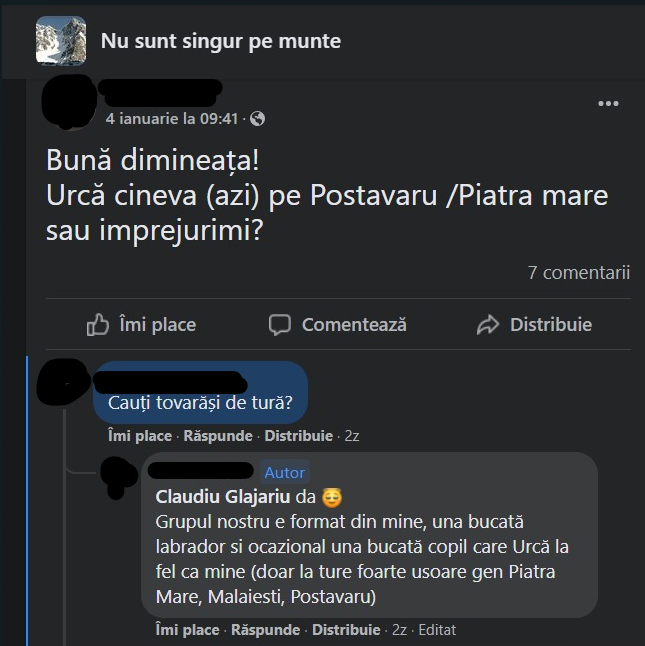 Nu sunt singur pe munte
4 ianuarie la 09:41 ·
Bună dimineața!
Urcă cineva (azi) pe Postavaru /Piatra mare
sau imprejurimi?
7 comentarii
Îmi place
Comentează
Distribuie
Cauți tovarăși de tură?
Îmi place · Răspunde · Distribuie · 2z
Autor
Claudiu Glajariu da 😇
Grupul nostru e format din mine, una bucată
labrador si ocazional una bucată copil care Urcă la
fel ca mine (doar la ture foarte usoare gen Piatra
Mare, Malaiesti, Postavaru)
Îmi place · Răspunde · Distribuie · 2z · Editat